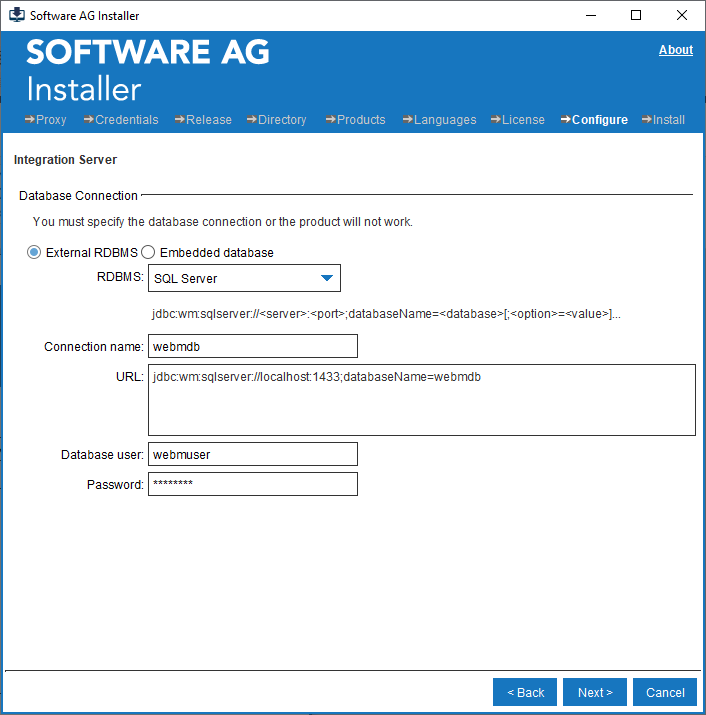 Software AG Installer
SOFTWARE AG
About
Installer
Proxy Credentials Release Directory Products Languages License Configure Install
Integration Server
Database Connection
You must specify the database connection or the product will not work.
External RDBMS Embedded database
RDBMS: SQL Server
jdbc:wm:sqlserver://<server>:<port>;databaseName=<database>[;<option>=<value>]...
Connection name: webmdb
URL: jdbc:wm:sqlserver://localhost:1433;databaseName=webmdb
Database user: webmuser
Password: ********
< Back Next > Cancel